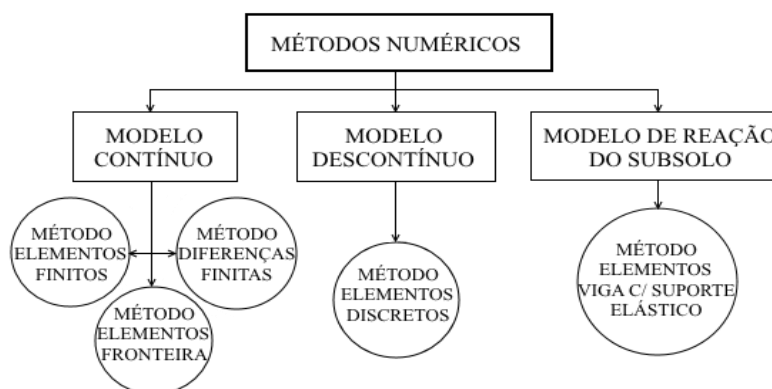 MÉTODOS NUMÉRICOS
MODELO
CONTÍNUO
MODELO
DESCONTÍNUO
MODELO DE REAÇÃO
DO SUBSOLO
MÉTODO
ELEMENTOS
FINITOS
MÉTODO
DIFERENÇAS
FINITAS
MÉTODO
ELEMENTOS
FRONTEIRA
MÉTODO
ELEMENTOS
DISCRETOS
MÉTODO
ELEMENTOS
VIGA C/ SUPORTE
ELÁSTICO